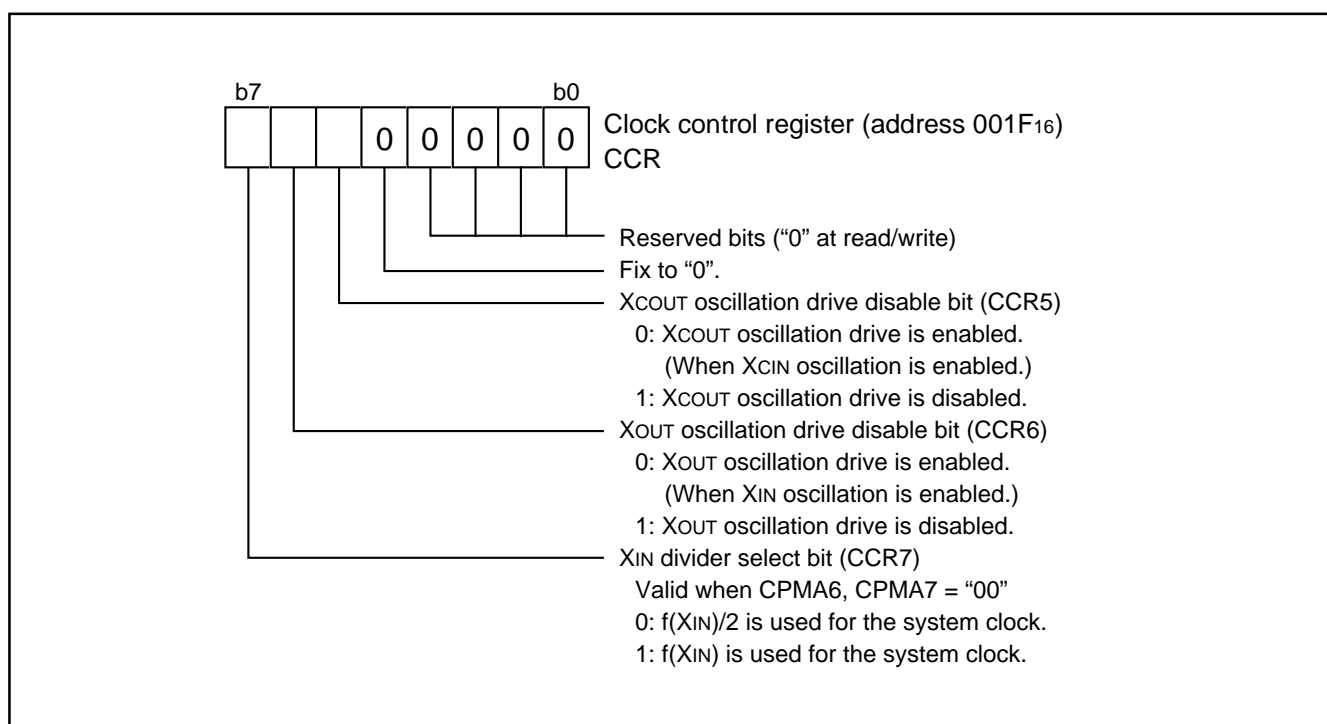 b7 b0
0 0 0 0 0 Clock control register (address 001F16)
CCR
Reserved bits (“0” at read/write)
Fix to “0”.
XCOUT oscillation drive disable bit (CCR5)
0: XCOUT oscillation drive is enabled.
(When XCIN oscillation is enabled.)
1: XCOUT oscillation drive is disabled.
XOUT oscillation drive disable bit (CCR6)
0: XOUT oscillation drive is enabled.
(When XIN oscillation is enabled.)
1: XOUT oscillation drive is disabled.
XIN divider select bit (CCR7)
Valid when CPMA6, CPMA7 = “00”
0: f(XIN)/2 is used for the system clock.
1: f(XIN) is used for the system clock.